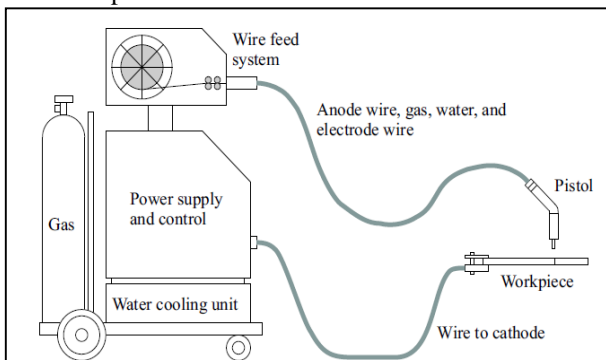 Wire feed
system
Anode wire, gas, water, and
electrode wire
Pistol
Power supply
and control
Gas
Workpiece
Water cooling unit
Wire to cathode